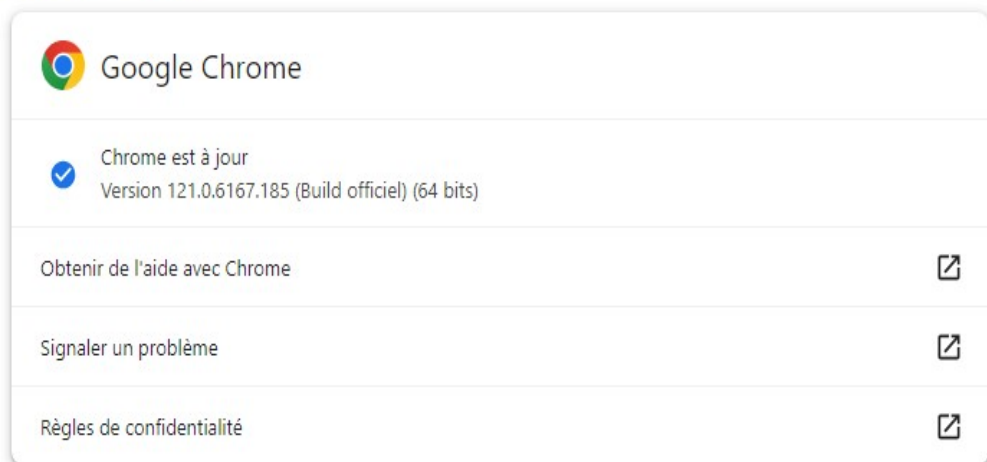 Google Chrome
Chrome est à jour
Version 121.0.6167.185 (Build officiel) (64 bits)
Obtenir de l'aide avec Chrome
Signaler un problème
Règles de confidentialité